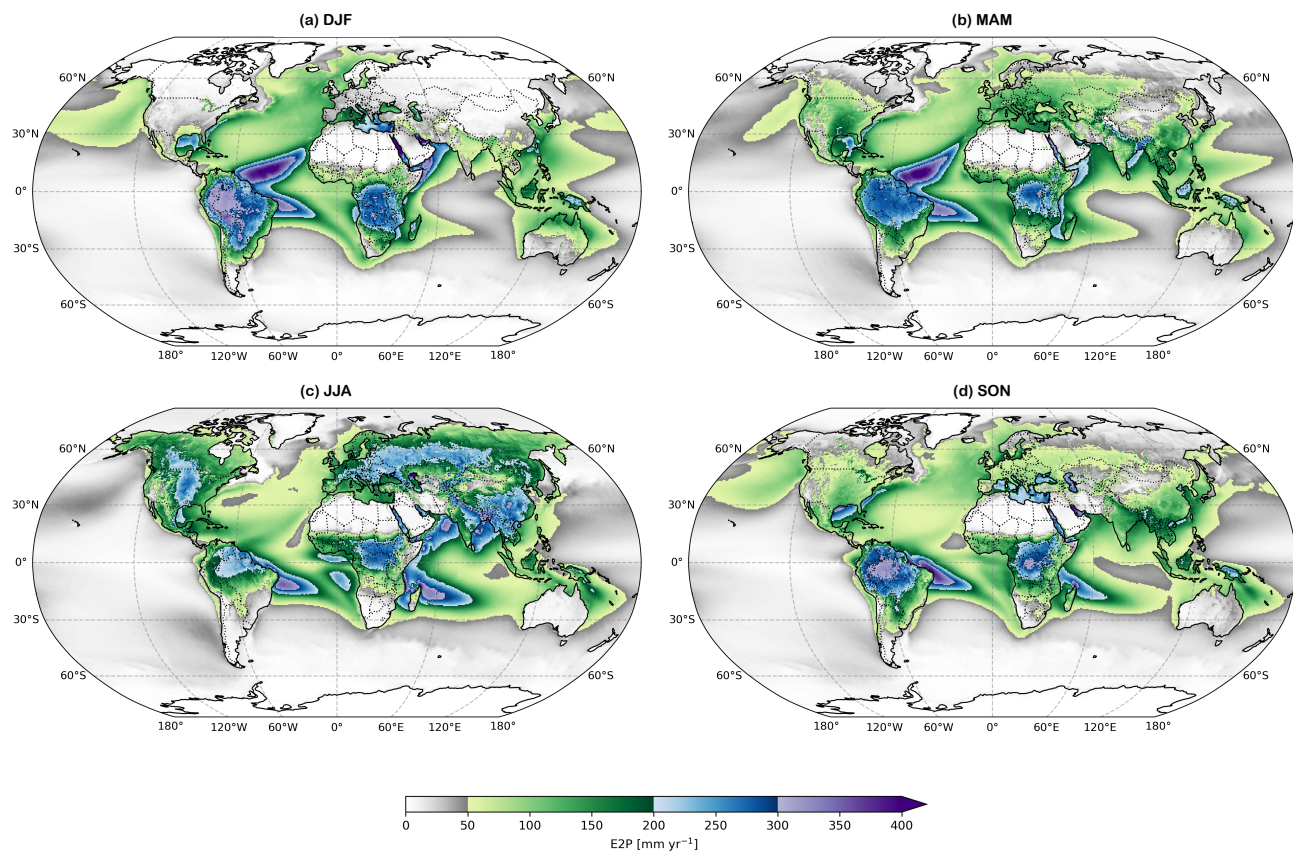 (a) DJF
(b) MAM
60°N 60°N 60°N 60°N
30°N 30°N 30°N 30°N
0° 0° 0° 0°
30°S 30°S 30°S 30°S
60°S 60°S 60°S 60°S
180° 120°W 60°W 0° 60°E 120°E 180° 180° 120°W 60°W 0° 60°E 120°E 180°
(c) JJA
(d) SON
60°N 60°N 60°N 60°N
30°N 30°N 30°N 30°N
0° 0° 0° 0°
30°S 30°S 30°S 30°S
60°S 60°S 60°S 60°S
180° 120°W 60°W 0° 60°E 120°E 180° 180° 120°W 60°W 0° 60°E 120°E 180°
0 50 100 150 200 250 300 350 400
E2P [mm yr⁻¹]